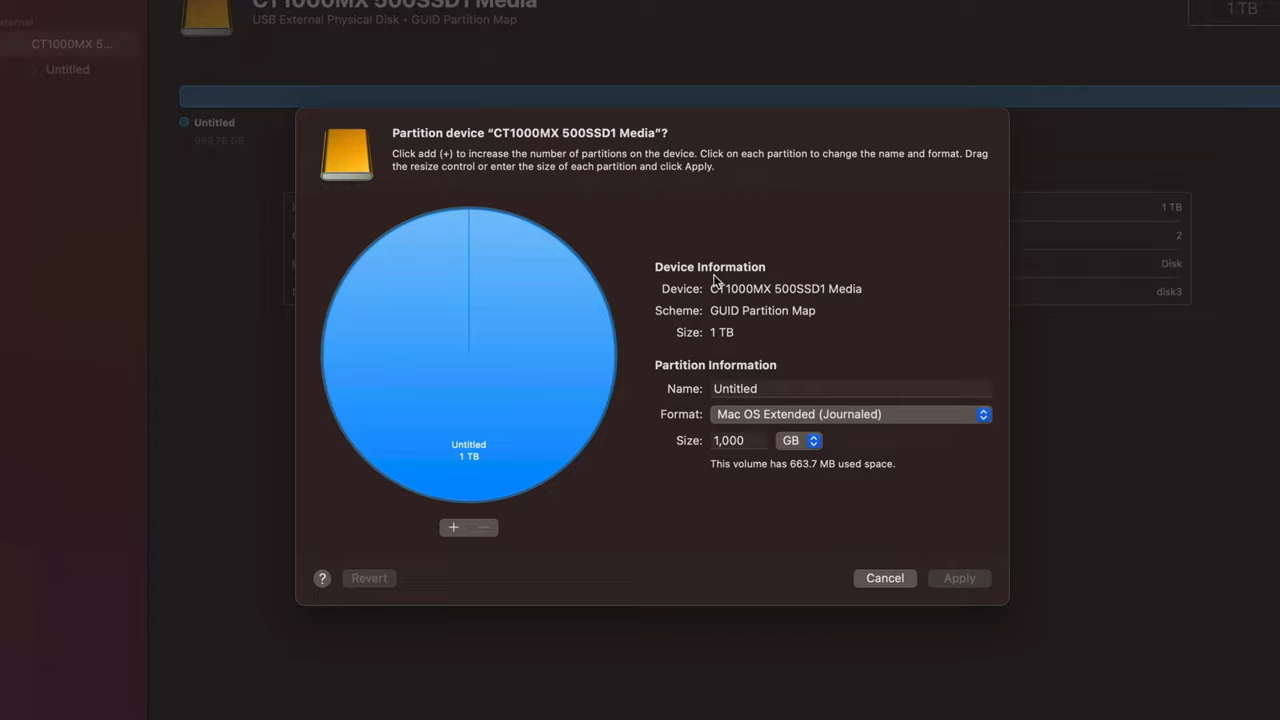 CT1000MX 500SSD1 Media
USB External Physical Disk • GUID Partition Map
1 TB
CT1000MX 5...
Untitled
Untitled
999.76 GB
Partition device “CT1000MX 500SSD1 Media”?
Click add (+) to increase the number of partitions on the device. Click on each partition to change the name and format. Drag
the resize control or enter the size of each partition and click Apply.
Untitled
1 TB
+ −
Device Information
Device: CT1000MX 500SSD1 Media
Scheme: GUID Partition Map
Size: 1 TB
Partition Information
Name: Untitled
Format: Mac OS Extended (Journaled)
Size: 1,000 GB
This volume has 663.7 MB used space.
1 TB
2
Disk
disk3
? Revert Cancel Apply